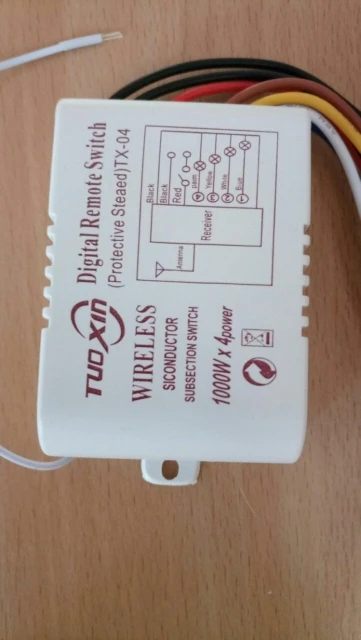 Digital Remote Switch
(Protective Steaed)TX-04
TUO XIN
WIRELESS
SICONDUCTOR
SUBSECTION SWITCH
1000W x 4power
Black
Black
Red
Yellow
White
Receiver
Antenna